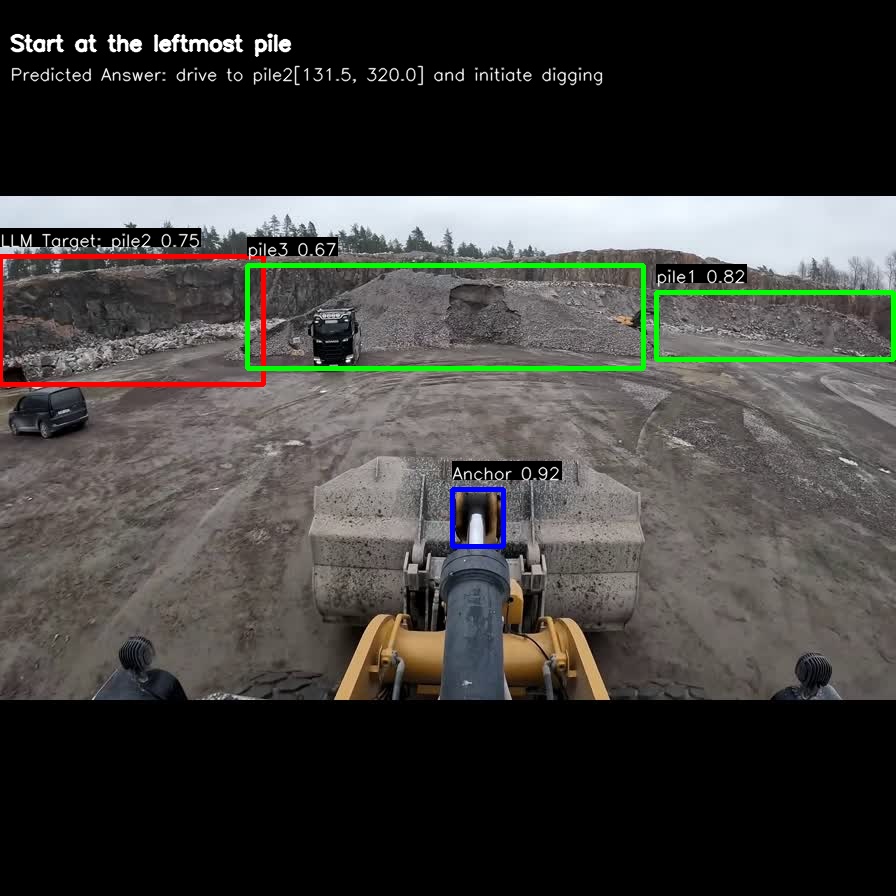 Start at the leftmost pile
Predicted Answer: drive to pile2[131.5, 320.0] and initiate digging
LLM Target: pile2 0.75
pile3 0.67
pile1 0.82
Anchor 0.92